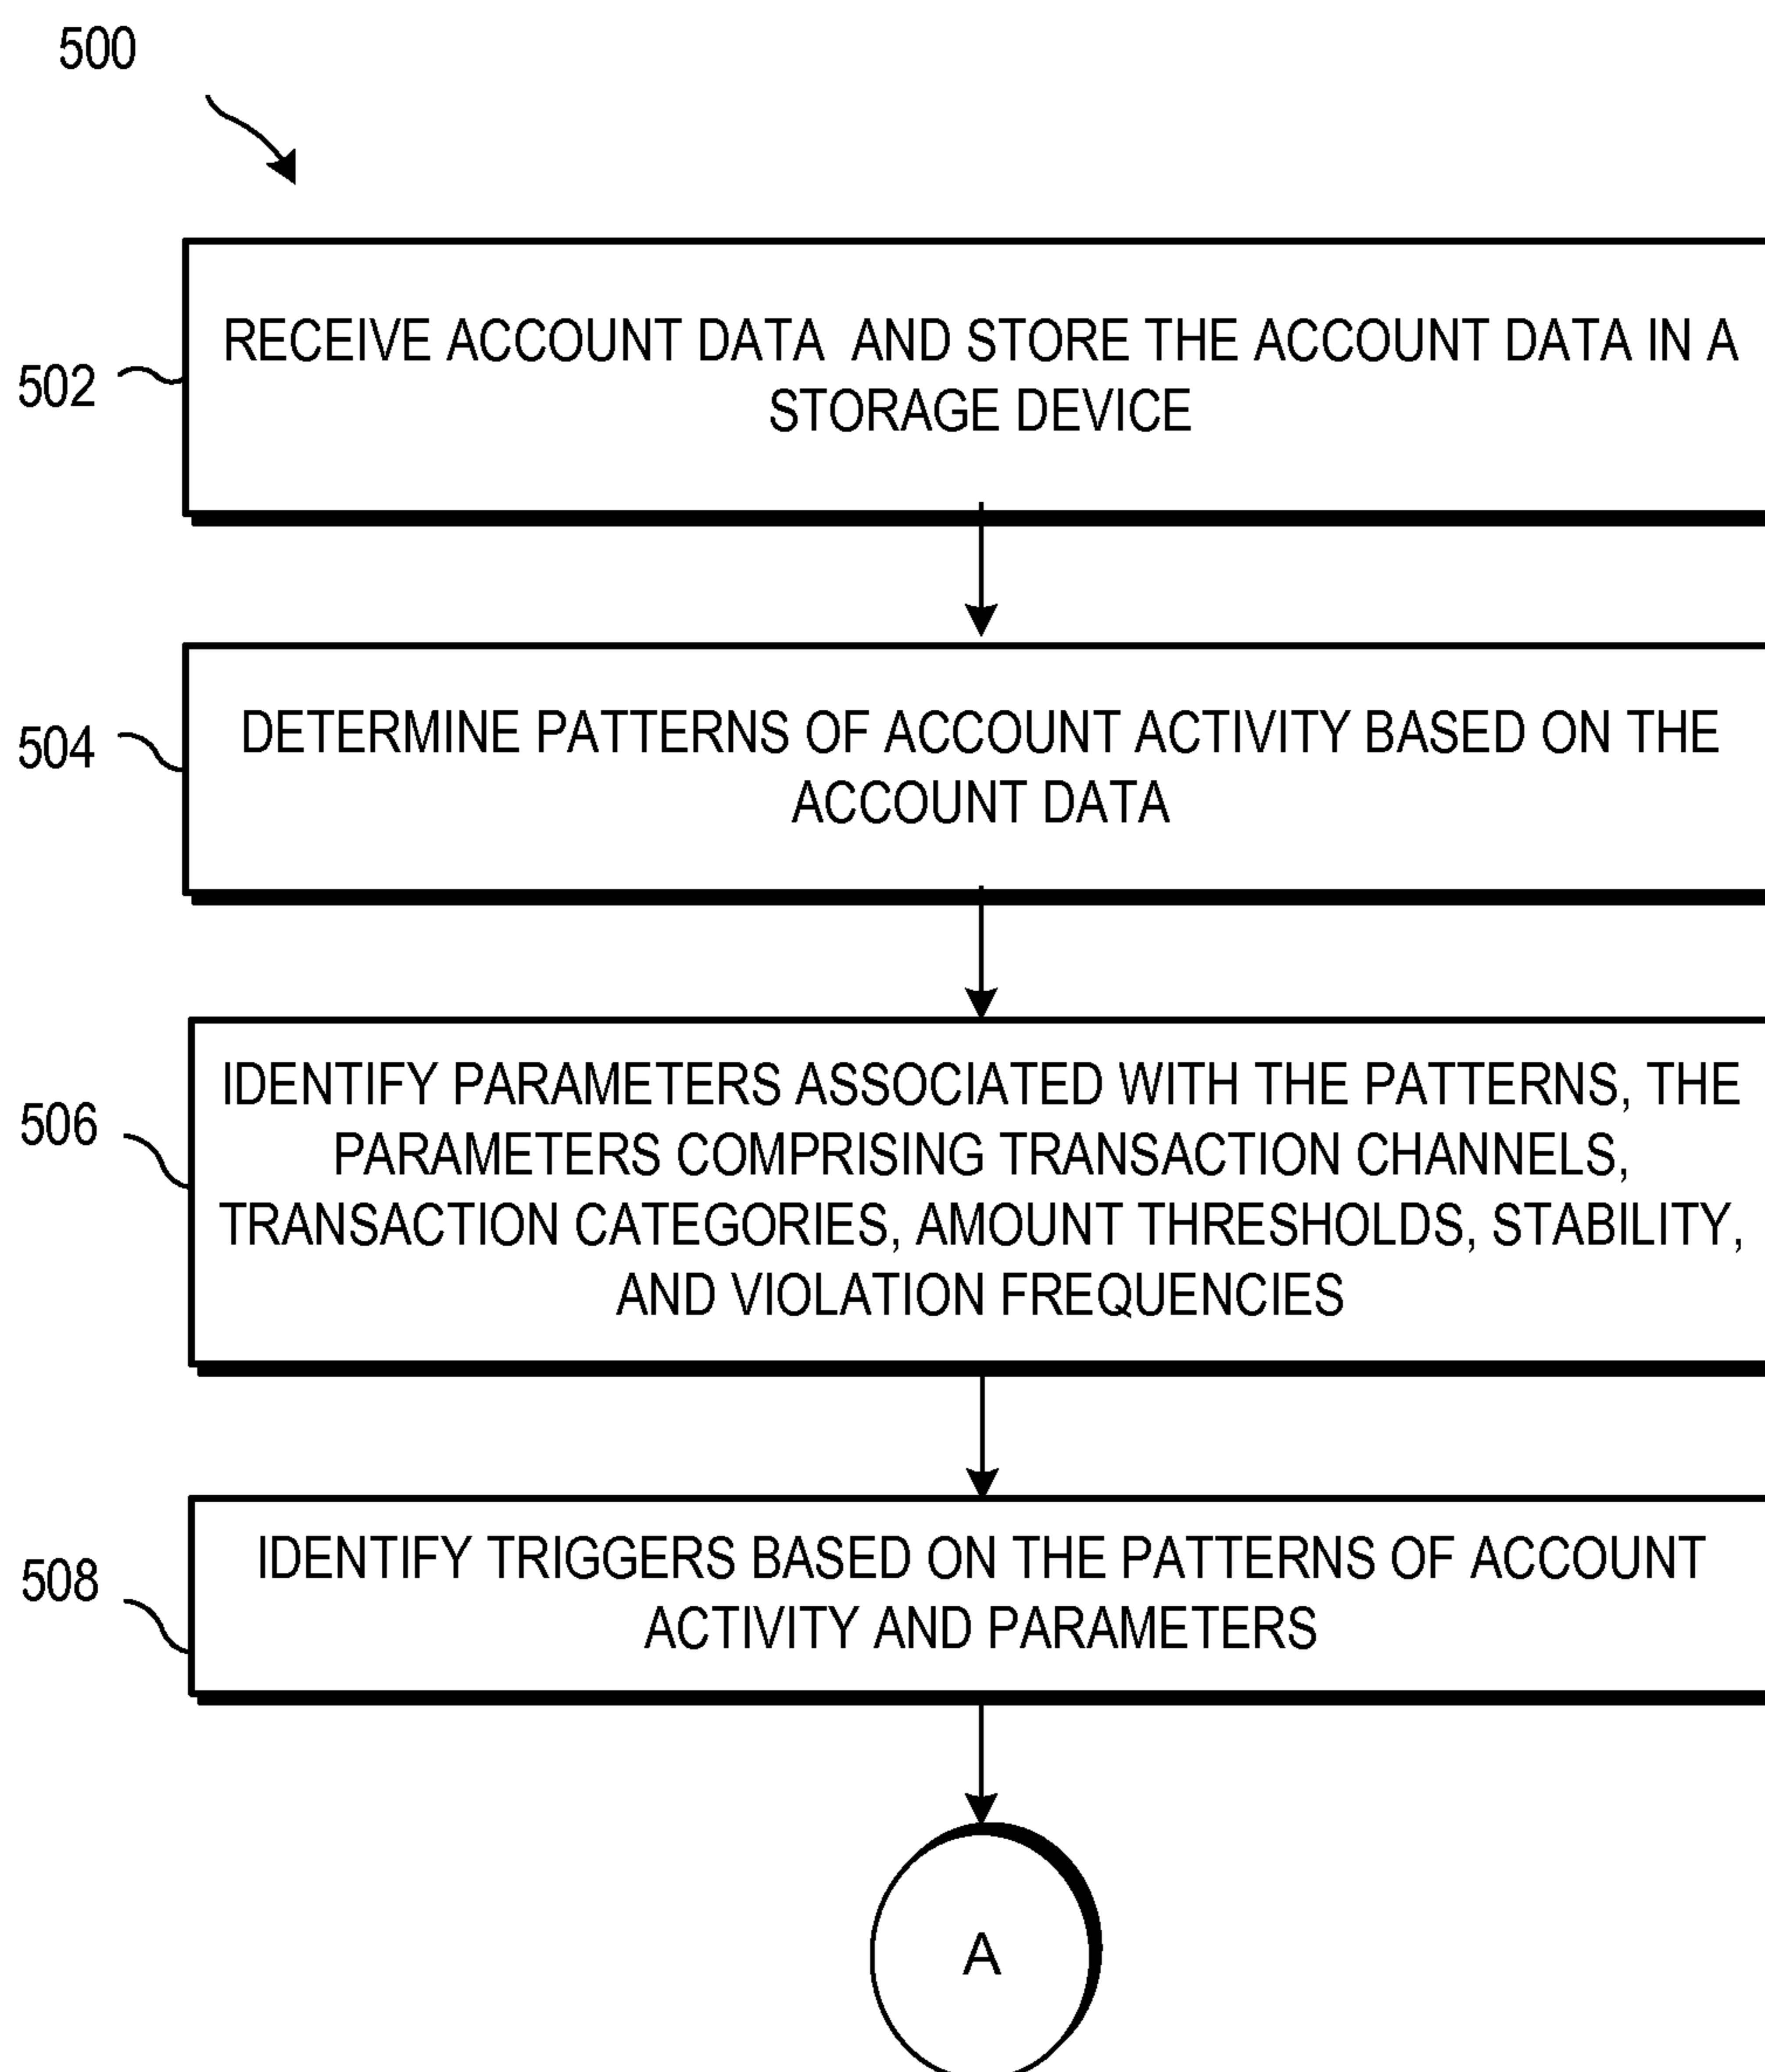 500
502
RECEIVE ACCOUNT DATA AND STORE THE ACCOUNT DATA IN A
STORAGE DEVICE
504
DETERMINE PATTERNS OF ACCOUNT ACTIVITY BASED ON THE
ACCOUNT DATA
506
IDENTIFY PARAMETERS ASSOCIATED WITH THE PATTERNS, THE
PARAMETERS COMPRISING TRANSACTION CHANNELS,
TRANSACTION CATEGORIES, AMOUNT THRESHOLDS, STABILITY,
AND VIOLATION FREQUENCIES
508
IDENTIFY TRIGGERS BASED ON THE PATTERNS OF ACCOUNT
ACTIVITY AND PARAMETERS
A